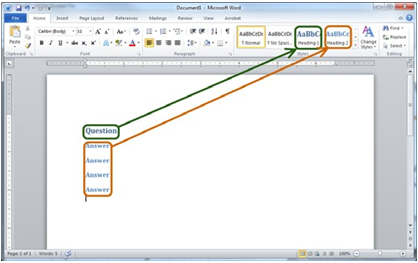 Document1 - Microsoft Word
File Home Insert Page Layout References Mailings Review View Acrobat
Calibri (Body) 11
Paste
AaBbCcDc AaBbCcDc AaBbC AaBbCc
¶ Normal ¶ No Spaci... Heading 1 Heading 2
Change Styles
Find
Replace
Select
Clipboard Font Paragraph Styles Editing
Question
Answer
Answer
Answer
Answer
Page: 1 of 1 Words: 5 100%